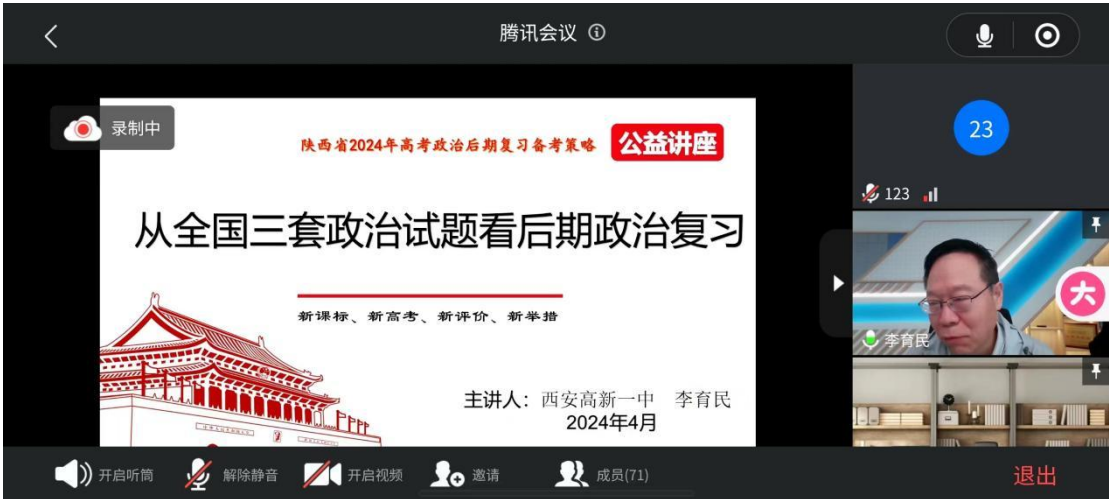 腾讯会议
录制中
陕西省2024年高考政治后期复习备考策略 公益讲座
从全国三套政治试题看后期政治复习
新课标、新高考、新评价、新举措
主讲人：西安高新一中 李育民
2024年4月
23
123
李育民
大
开启听筒 解除静音 开启视频 邀请 成员(71) 退出